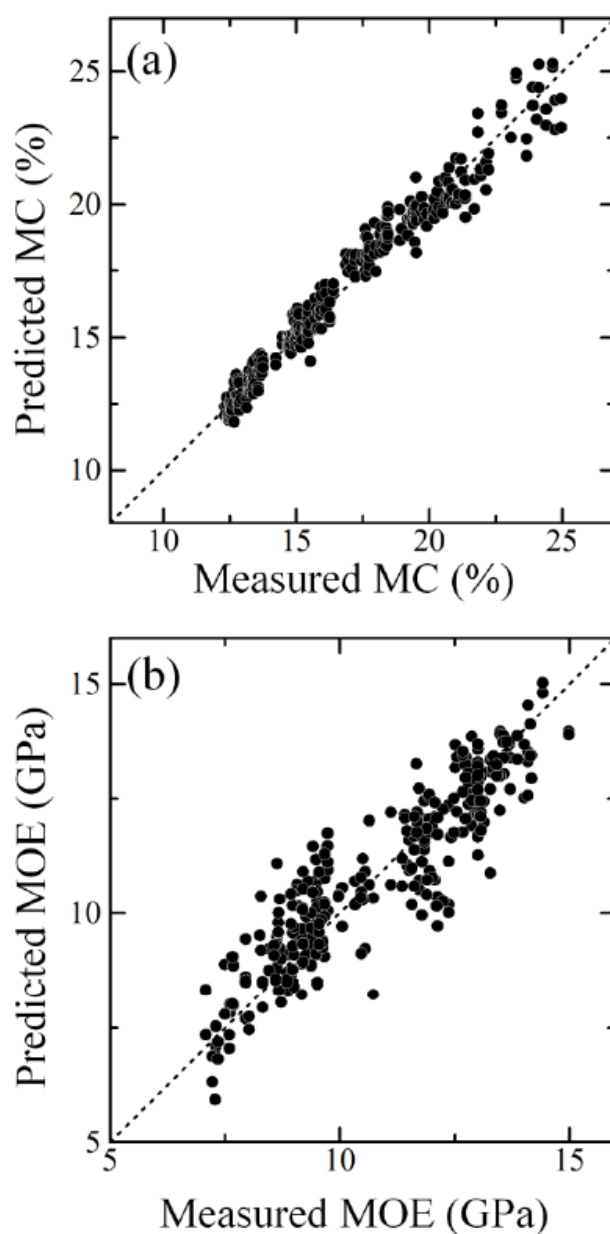 (a)
25
20
15
10
Predicted MC (%)
10 15 20 25
Measured MC (%)
(b)
15
10
5
Predicted MOE (GPa)
5 10 15
Measured MOE (GPa)